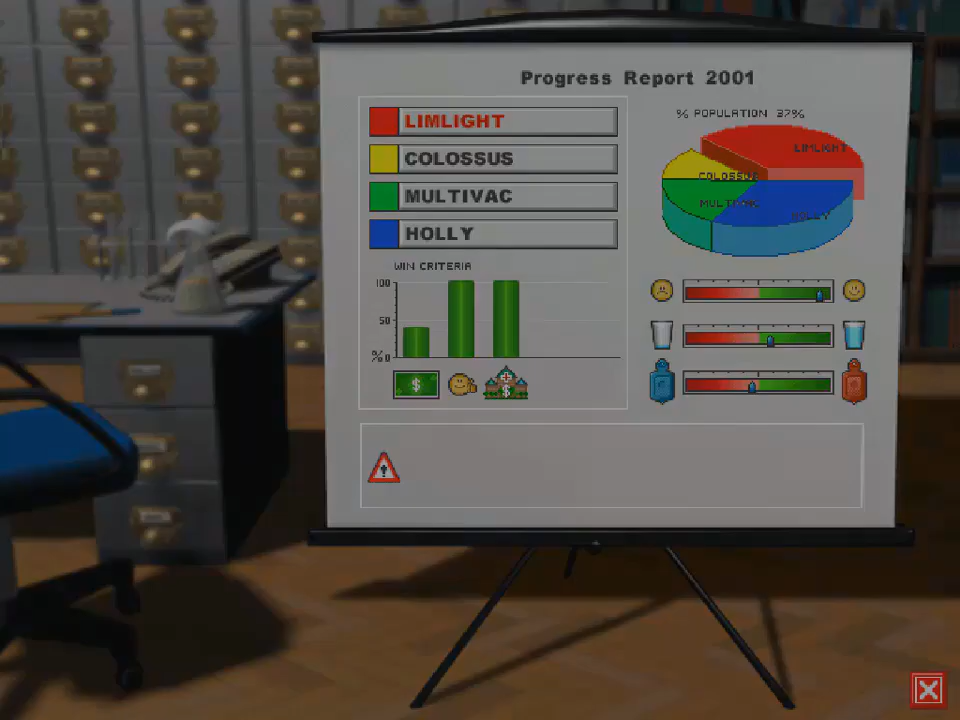 Progress Report 2001
LIMLIGHT
COLOSSUS
MULTIVAC
HOLLY
% POPULATION 37%
LIMLIGHT
COLOSSUS
MULTIVAC
HOLLY
WIN CRITERIA
100
50
% 0
$
$